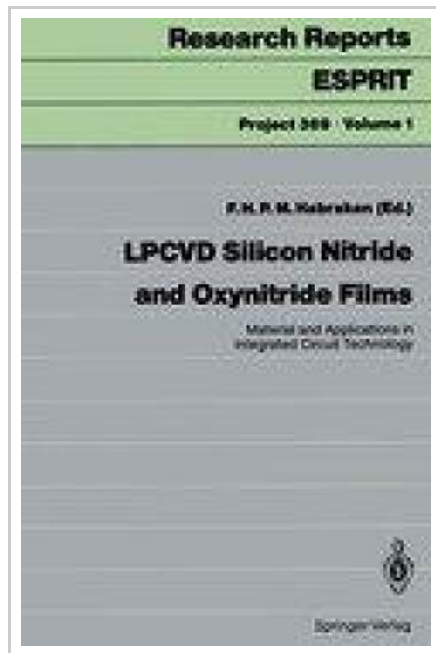 Research Reports
ESPRIT
Project 369 · Volume 1
F.H.P.M. Habraken (Ed.)
LPCVD Silicon Nitride
and Oxynitride Films
Material and Applications in
Integrated Circuit Technology
Springer-Verlag